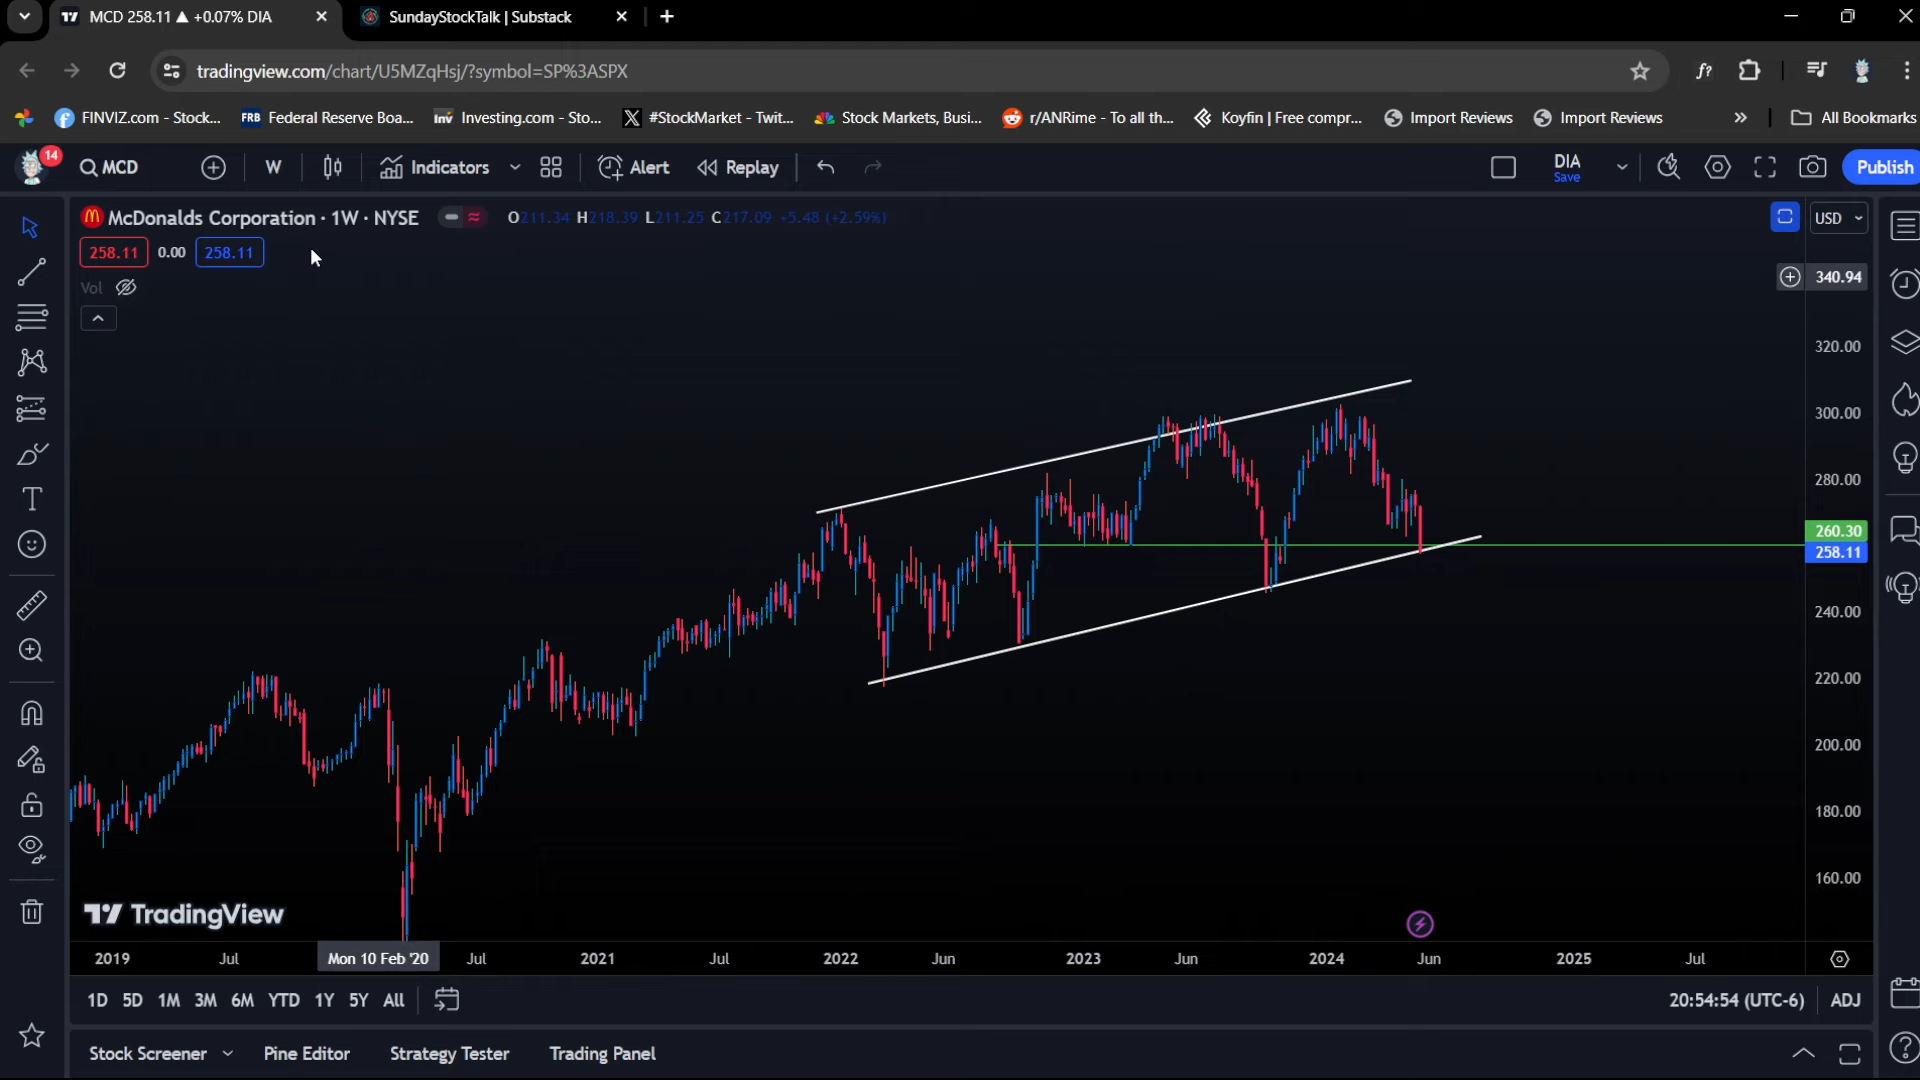 MCD 258.11 ▲ +0.07% DIA
SundayStockTalk | Substack
tradingview.com/chart/U5MZqHsj/?symbol=SP%3ASPX
f?
FINVIZ.com - Stock...
FRB Federal Reserve Boa...
Inv Investing.com - Sto...
#StockMarket - Twit...
Stock Markets, Busi...
r/ANRime - To all th...
Koyfin | Free compr...
Import Reviews
Import Reviews
»
All Bookmarks
14
MCD
W
Indicators
Alert
Replay
DIA
Save
Publish
McDonalds Corporation · 1W · NYSE
O211.34 H218.39 L211.25 C217.09 +5.48 (+2.59%)
USD
258.11
0.00
258.11
Vol
340.94
320.00
300.00
280.00
260.30
258.11
240.00
220.00
200.00
180.00
160.00
TradingView
2019
Jul
Mon 10 Feb '20
Jul
2021
Jul
2022
Jun
2023
Jun
2024
Jun
2025
Jul
1D 5D 1M 3M 6M YTD 1Y 5Y All
20:54:54 (UTC-6)
ADJ
Stock Screener
Pine Editor
Strategy Tester
Trading Panel